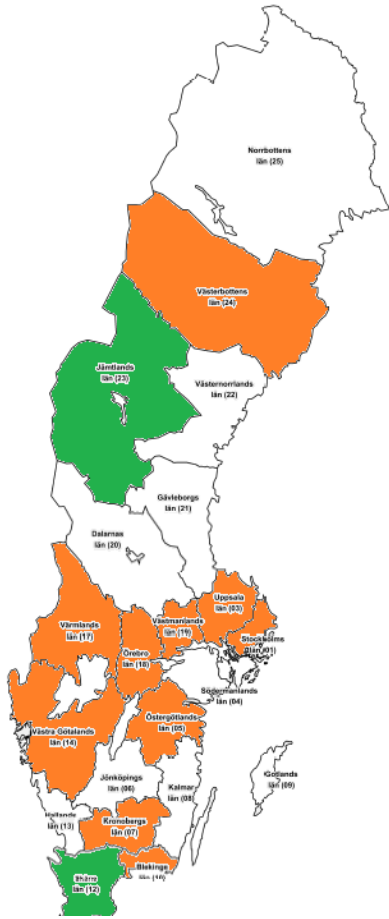 Norrbottens
län (25)
Västerbottens
län (24)
Jämtlands
län (23)
Västernorrlands
län (22)
Gävleborgs
län (21)
Dalarnas
län (20)
Uppsala
län (03)
Värmlands
län (17)
Västmanlands
län (19)
Örebro
län (18)
Stockholms
län (01)
Södermanlands
län (04)
Östergötlands
län (05)
Västra Götalands
län (14)
Jönköpings
län (06)
Kalmar
län (08)
Gotlands
län (09)
Hallands
län (13)
Kronobergs
län (07)
Blekinge
län (10)
län (12)